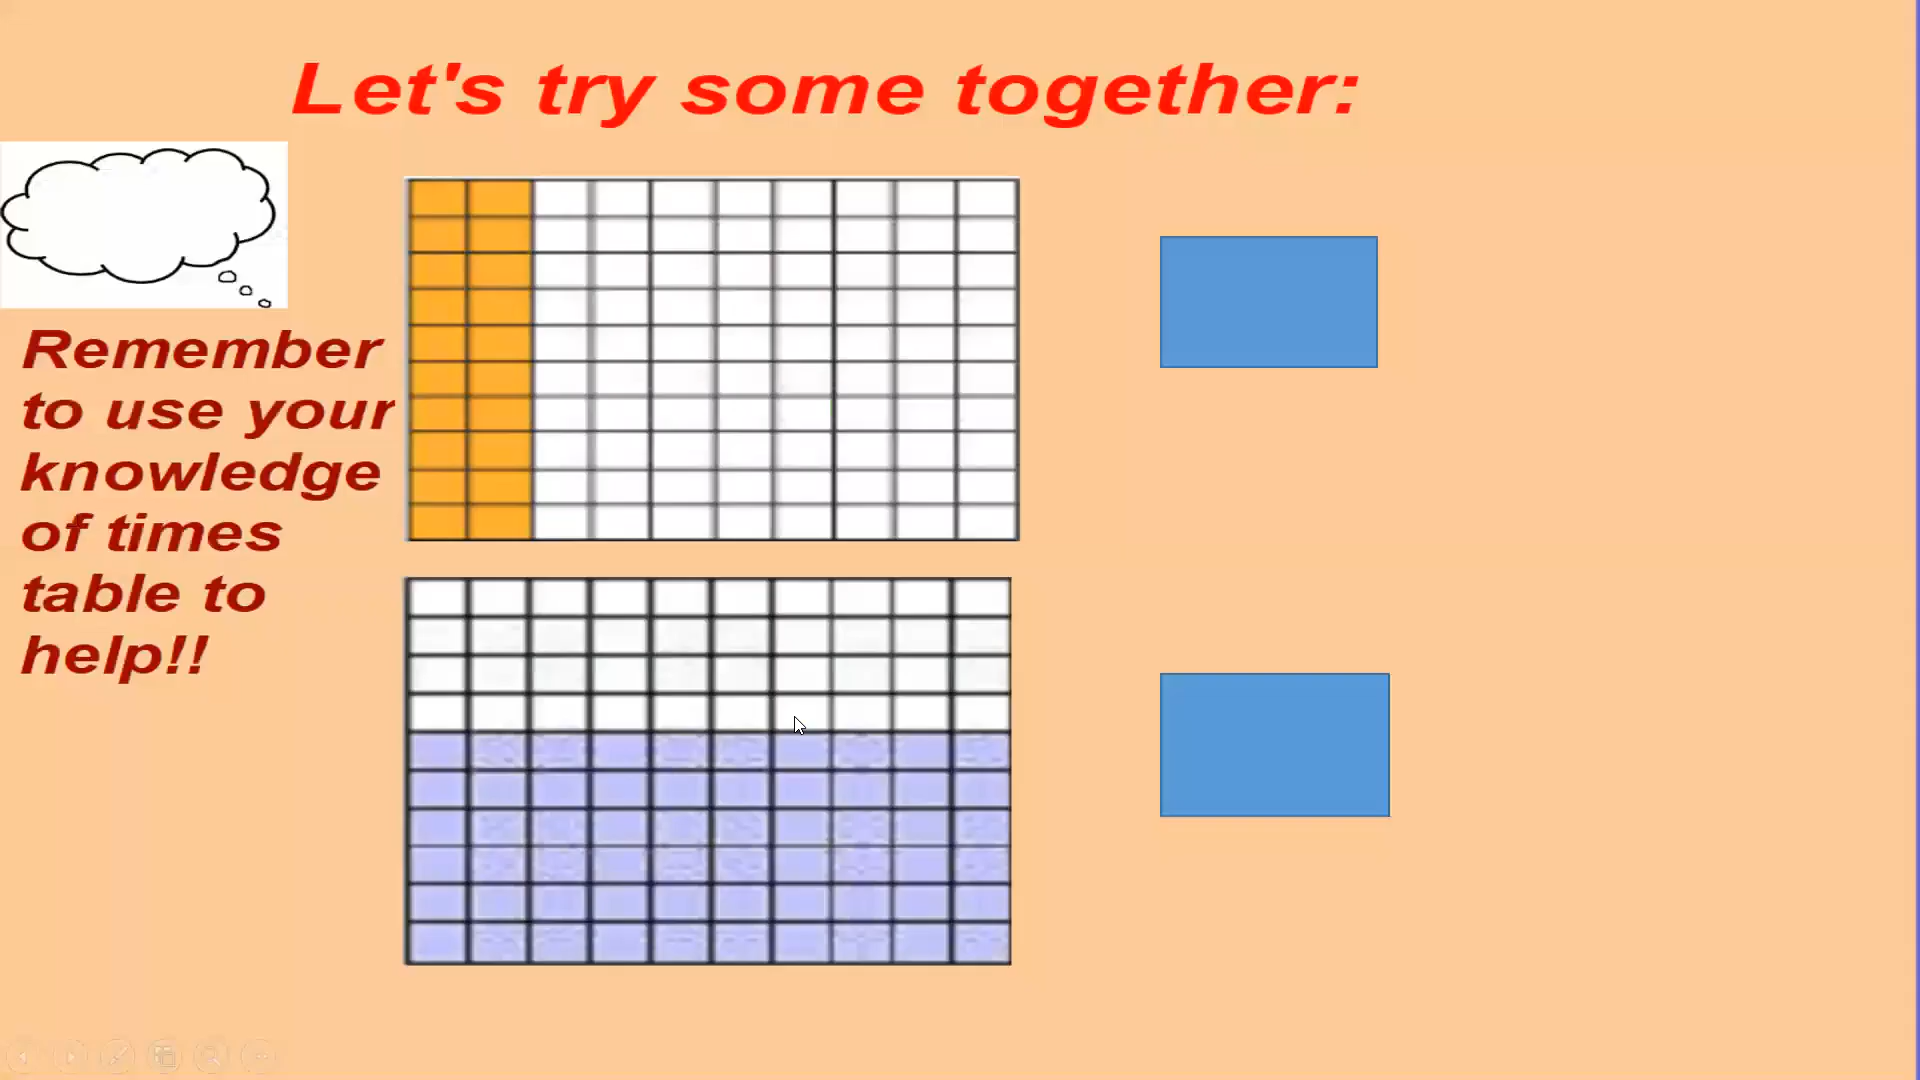 Let's try some together:
Remember
to use your
knowledge
of times
table to
help!!